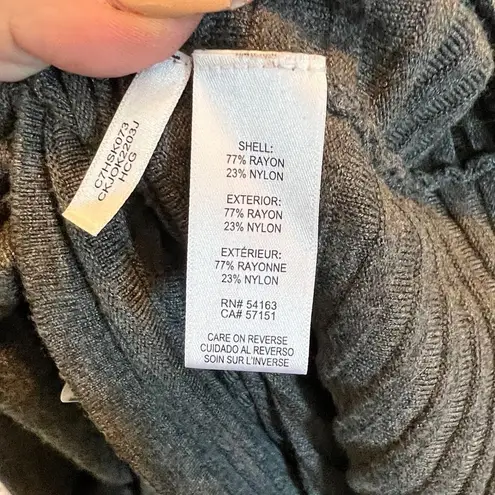 C7HSK073
CKJOK2203J
HCG
SHELL:
77% RAYON
23% NYLON
EXTERIOR:
77% RAYON
23% NYLON
EXTÉRIEUR:
77% RAYONNE
23% NYLON
RN# 54163
CA# 57151
CARE ON REVERSE
CUIDADO AL REVERSO
SOIN SUR L'INVERSE